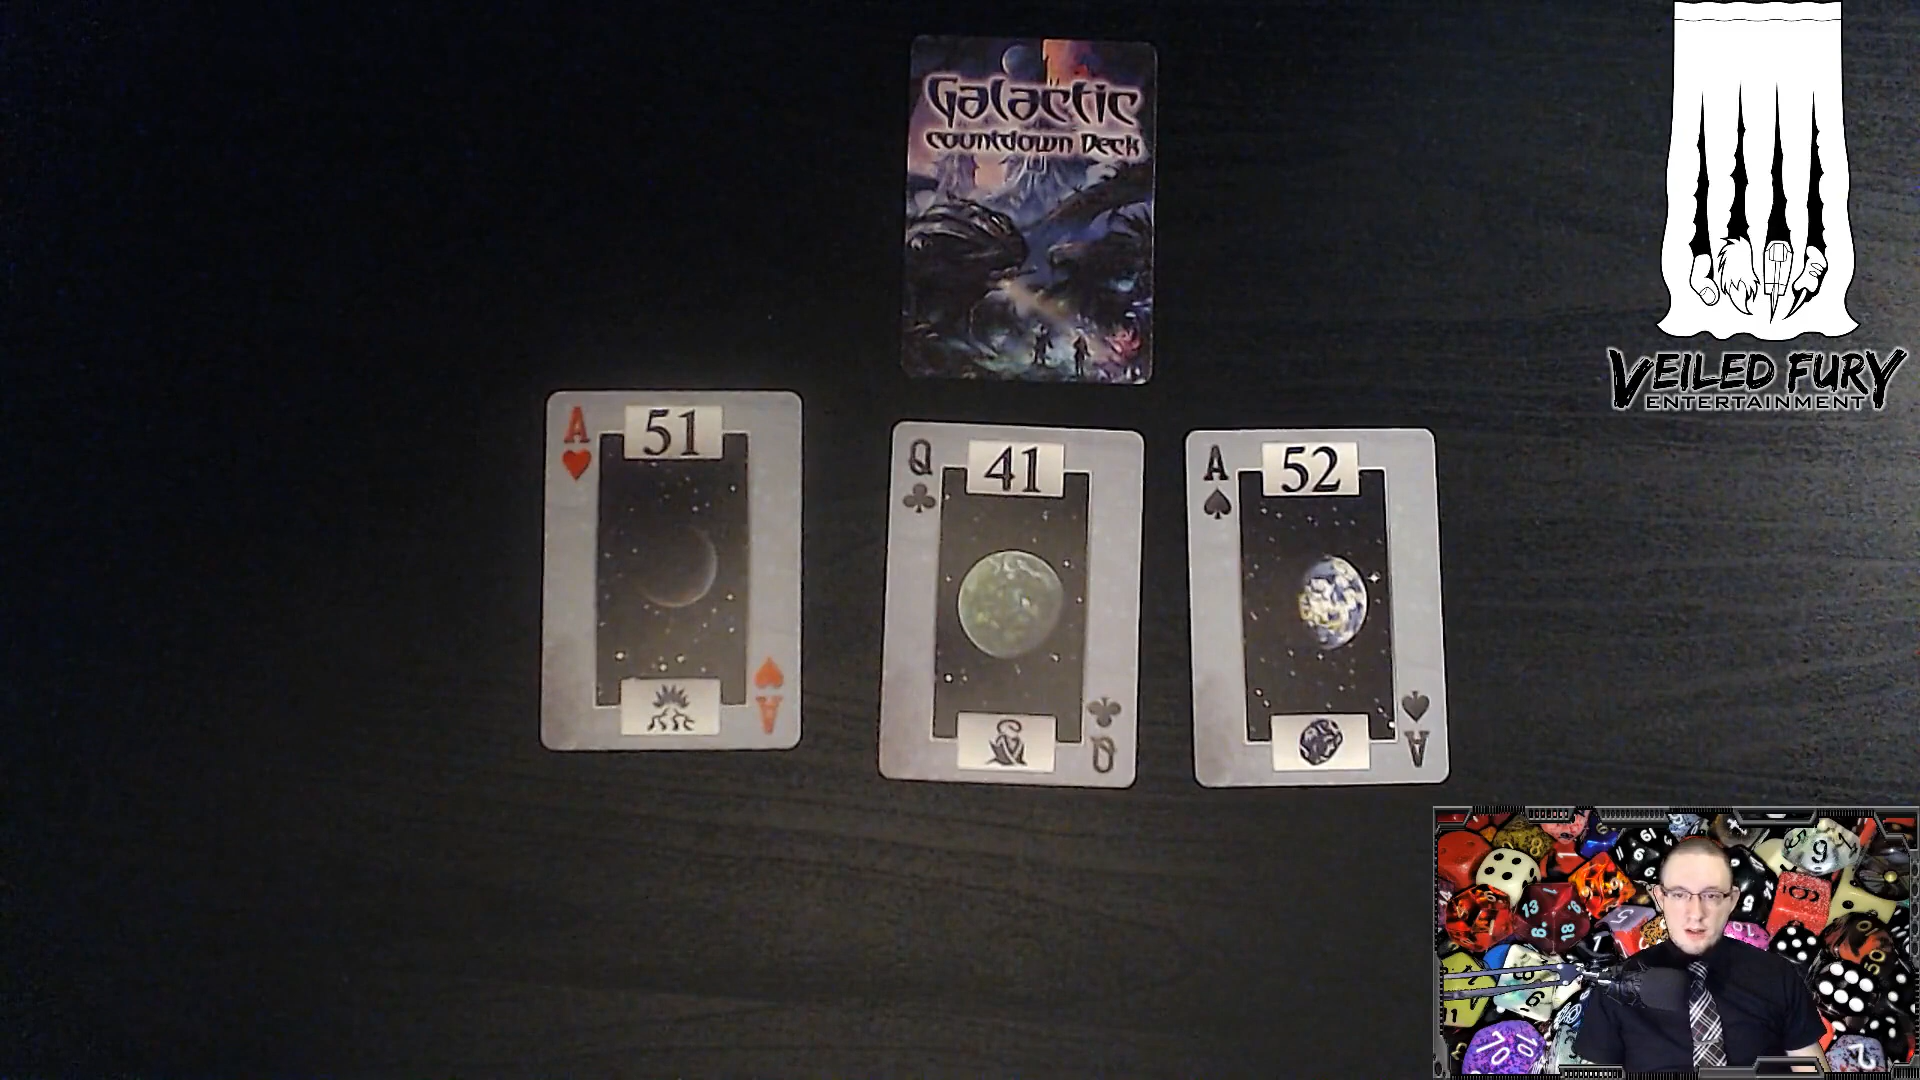 Galactic
Countdown Deck
VEILED FURY
ENTERTAINMENT
A
51
A
Q
41
Q
A
52
A